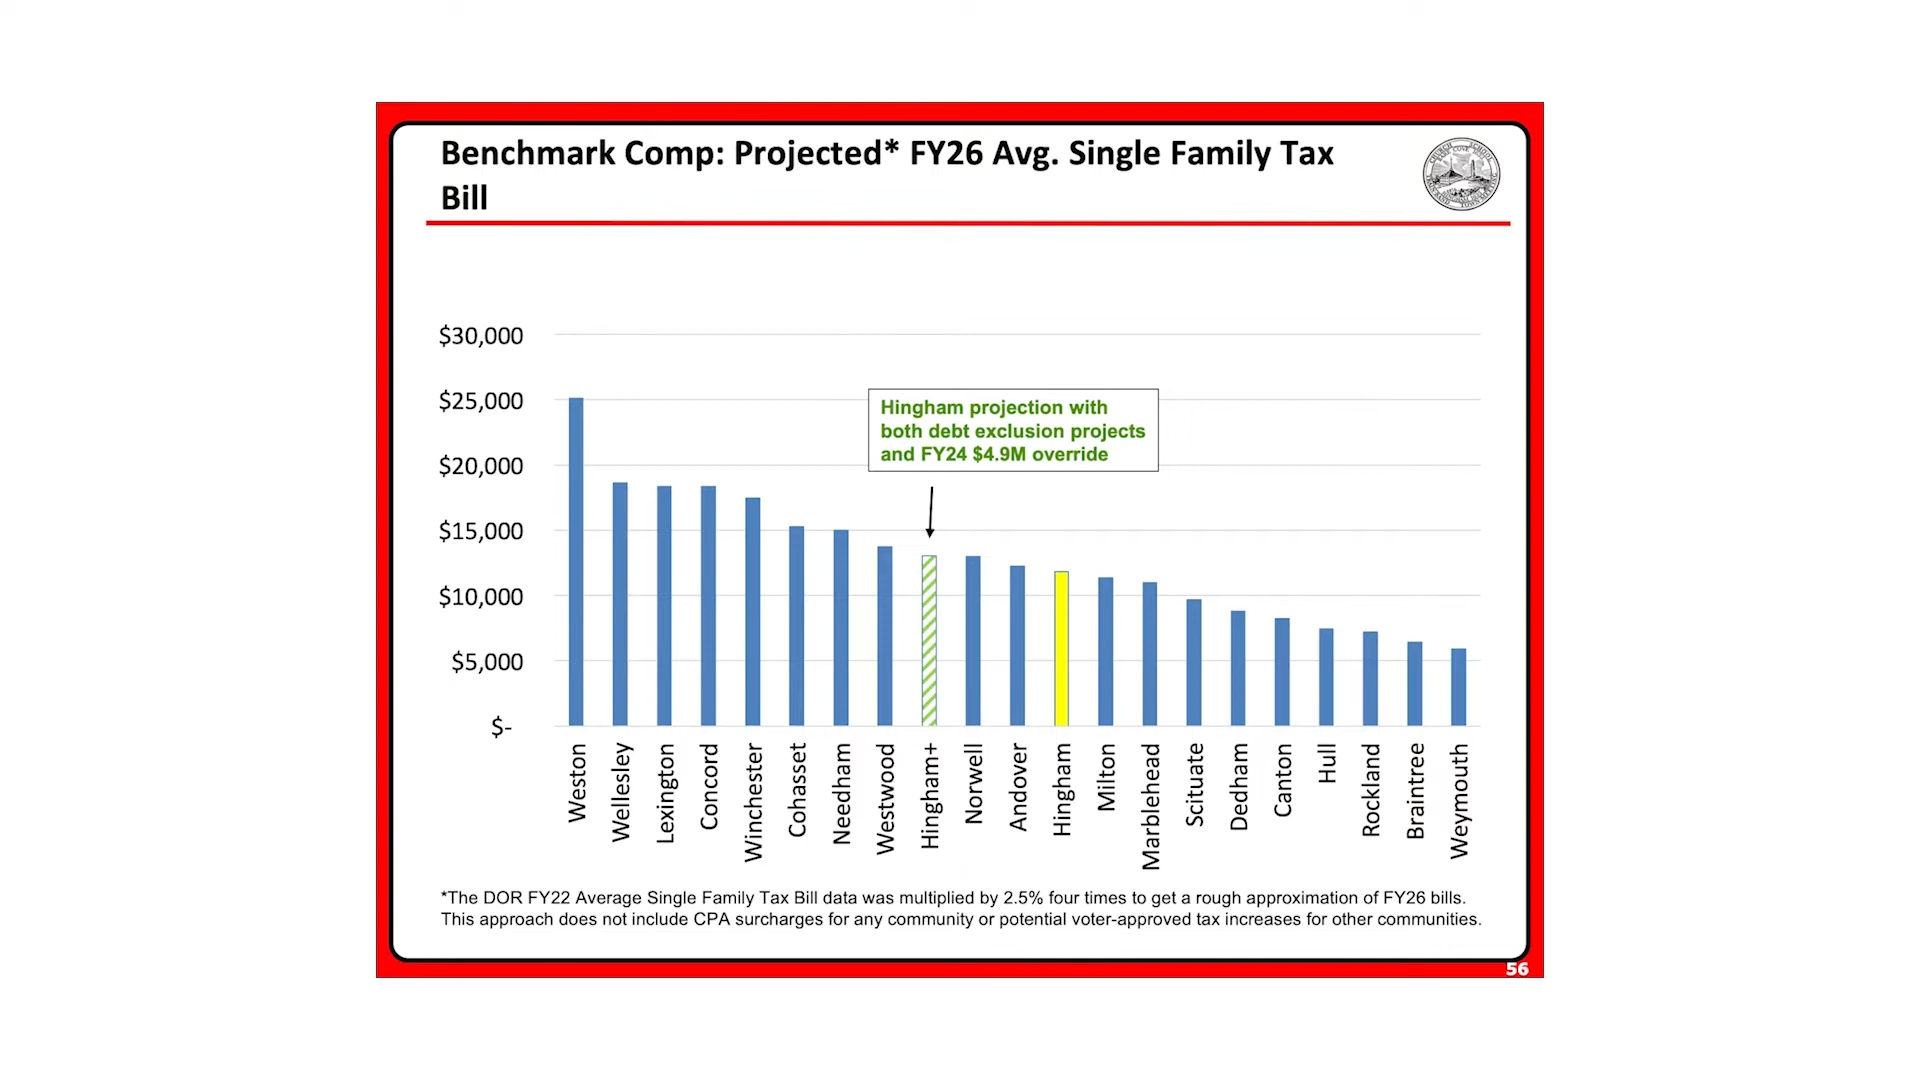 Benchmark Comp: Projected* FY26 Avg. Single Family Tax
Bill
$30,000
$25,000
$20,000
$15,000
$10,000
$5,000
$-
Hingham projection with
both debt exclusion projects
and FY24 $4.9M override
Weston
Wellesley
Lexington
Concord
Winchester
Cohasset
Needham
Westwood
Hingham+
Norwell
Andover
Hingham
Milton
Marblehead
Scituate
Dedham
Canton
Hull
Rockland
Braintree
Weymouth
*The DOR FY22 Average Single Family Tax Bill data was multiplied by 2.5% four times to get a rough approximation of FY26 bills.
This approach does not include CPA surcharges for any community or potential voter-approved tax increases for other communities.
56